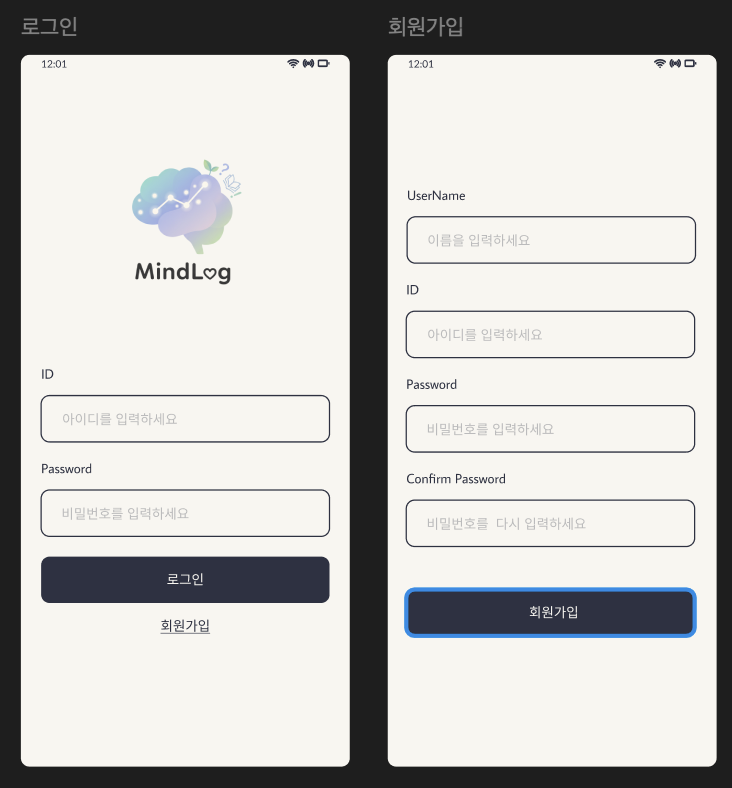 로그인
12:01
MindLog
ID
아이디를 입력하세요
Password
비밀번호를 입력하세요
로그인
회원가입
회원가입
12:01
UserName
이름을 입력하세요
ID
아이디를 입력하세요
Password
비밀번호를 입력하세요
Confirm Password
비밀번호를 다시 입력하세요
회원가입